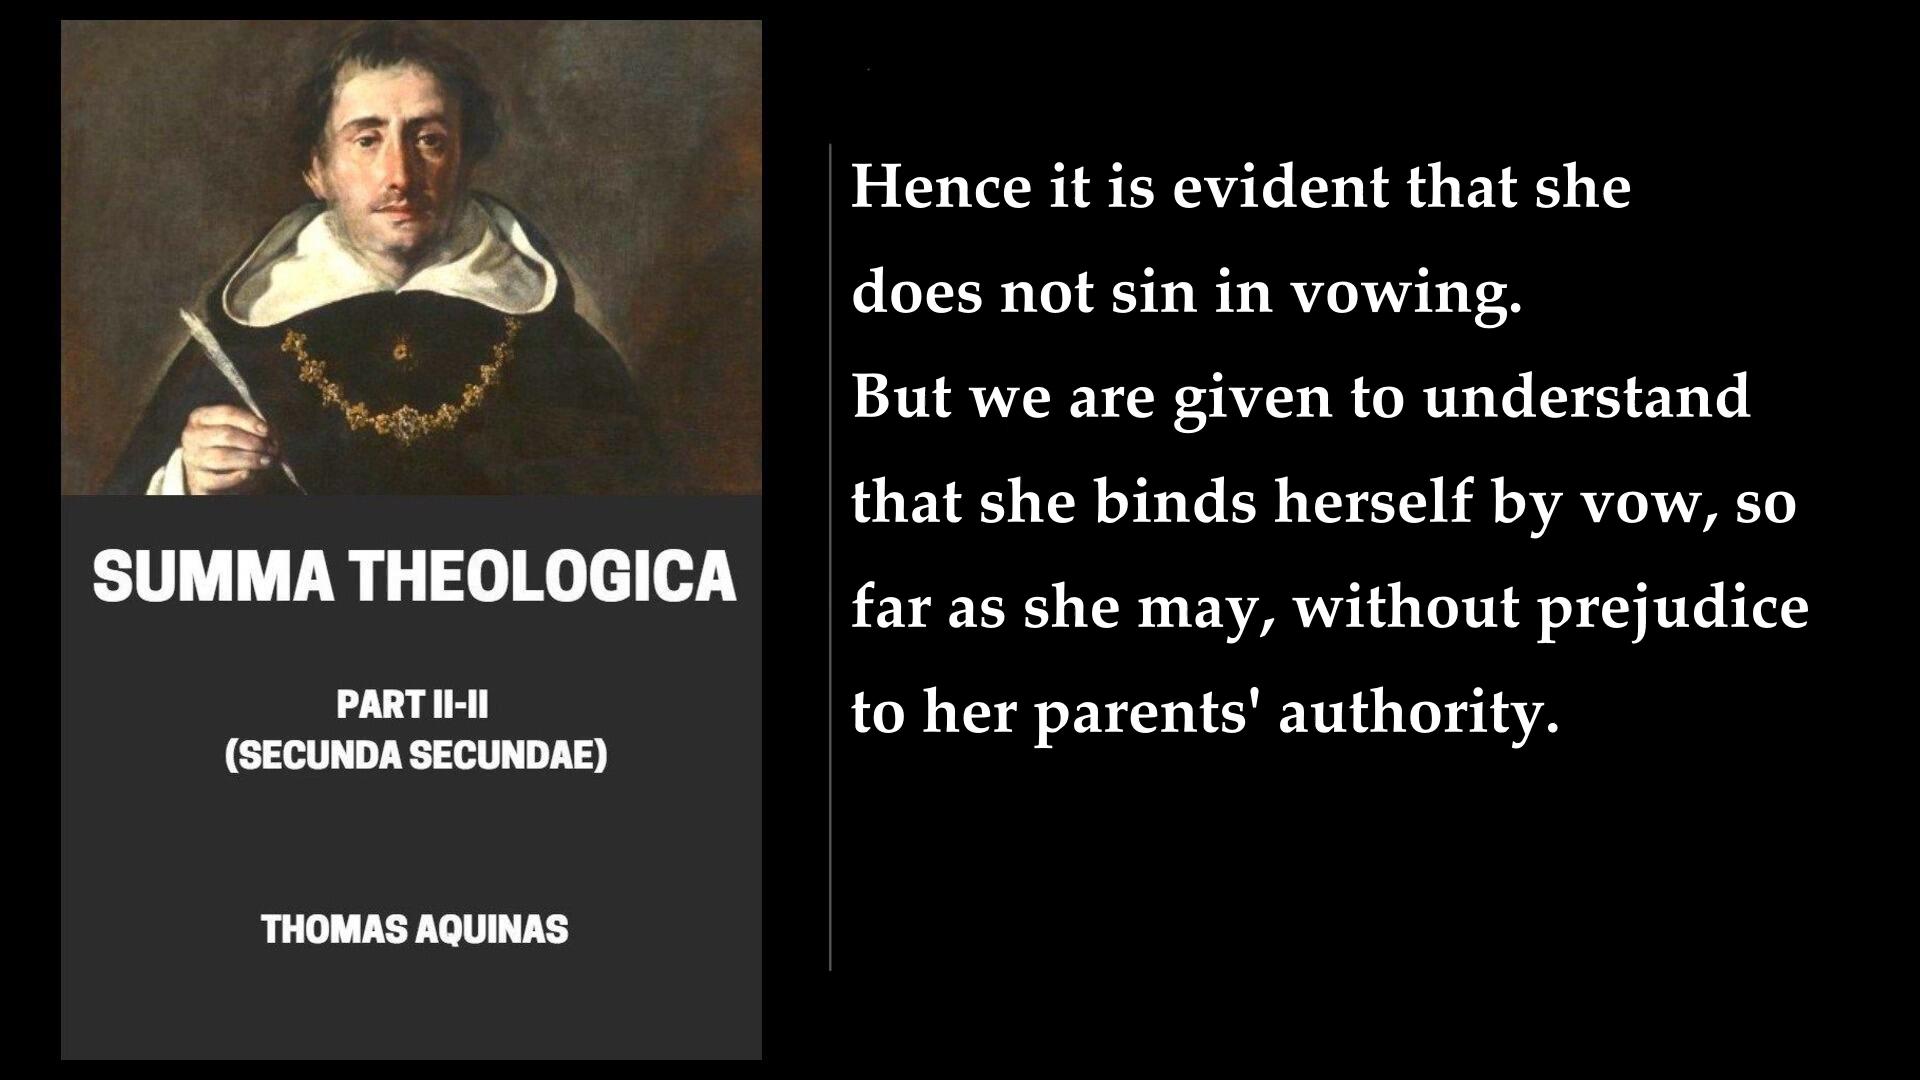 SUMMA THEOLOGICA
PART II-II
(SECUNDA SECUNDAE)
THOMAS AQUINAS
Hence it is evident that she
does not sin in vowing.
But we are given to understand
that she binds herself by vow, so
far as she may, without prejudice
to her parents' authority.